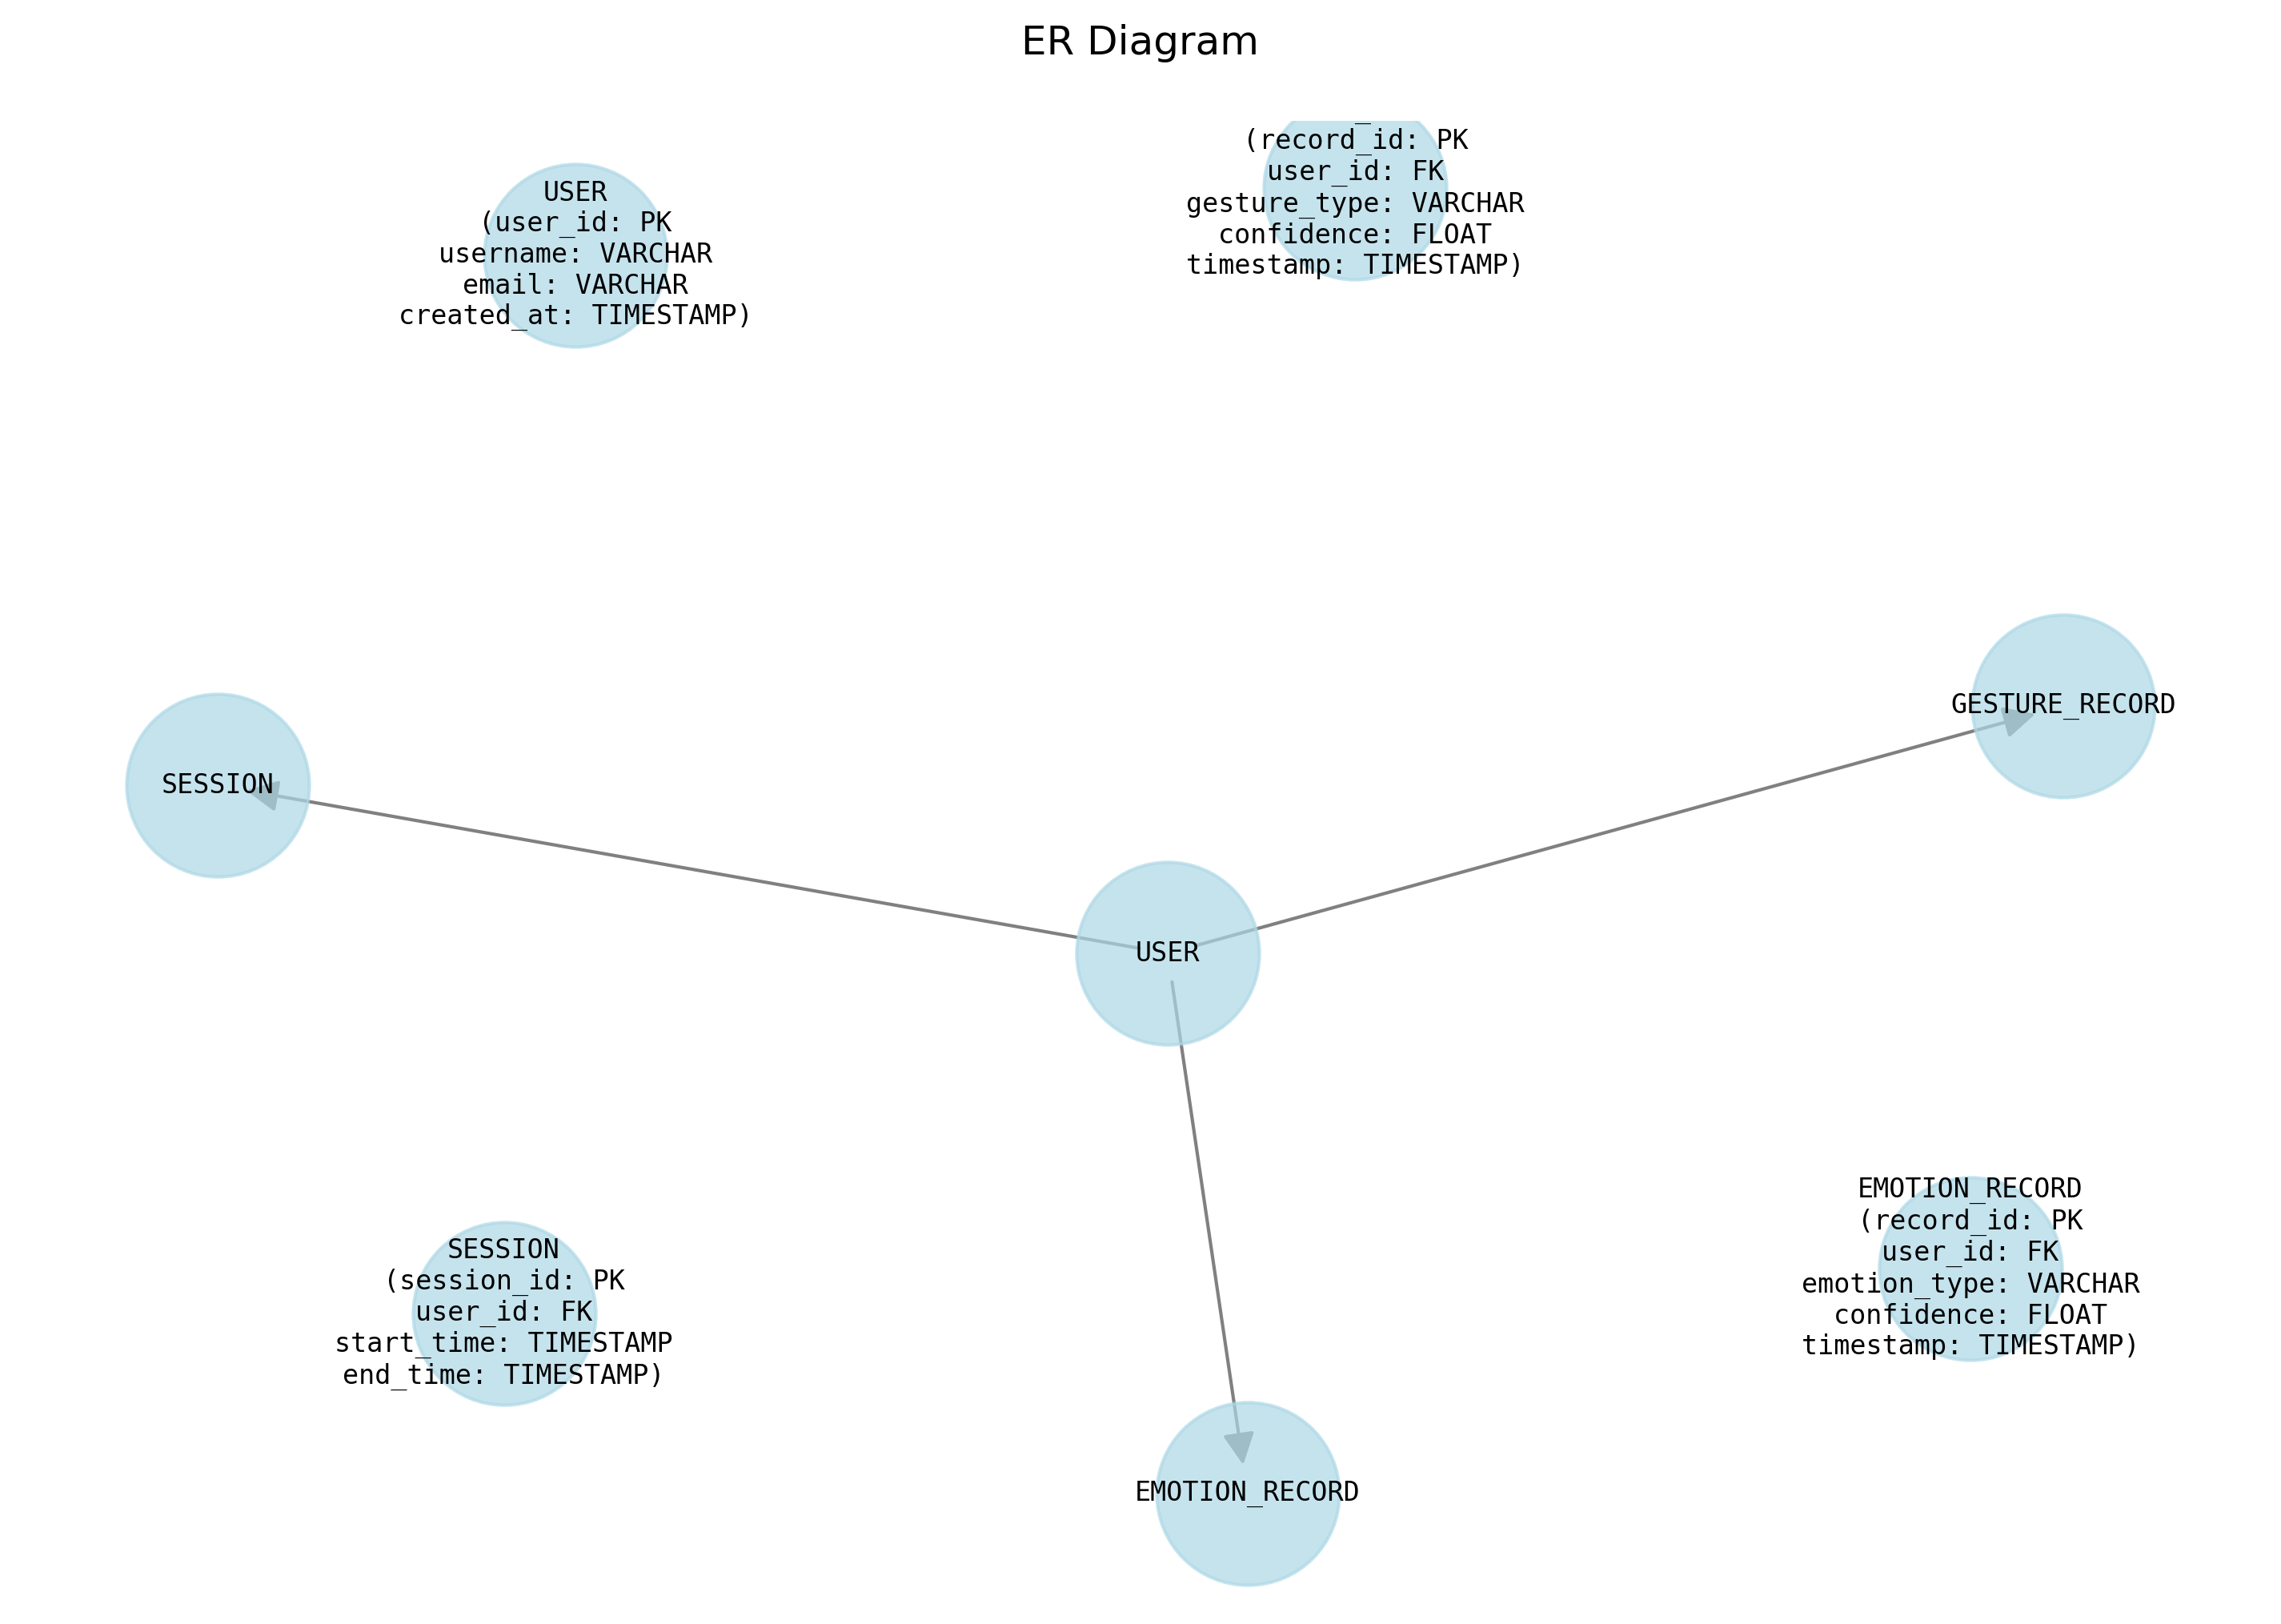 ER Diagram
USER
(user_id: PK
username: VARCHAR
email: VARCHAR
created_at: TIMESTAMP)
(record_id: PK
user_id: FK
gesture_type: VARCHAR
confidence: FLOAT
timestamp: TIMESTAMP)
GESTURE_RECORD
SESSION
USER
EMOTION_RECORD
(record_id: PK
user_id: FK
emotion_type: VARCHAR
confidence: FLOAT
timestamp: TIMESTAMP)
SESSION
(session_id: PK
user_id: FK
start_time: TIMESTAMP
end_time: TIMESTAMP)
EMOTION_RECORD